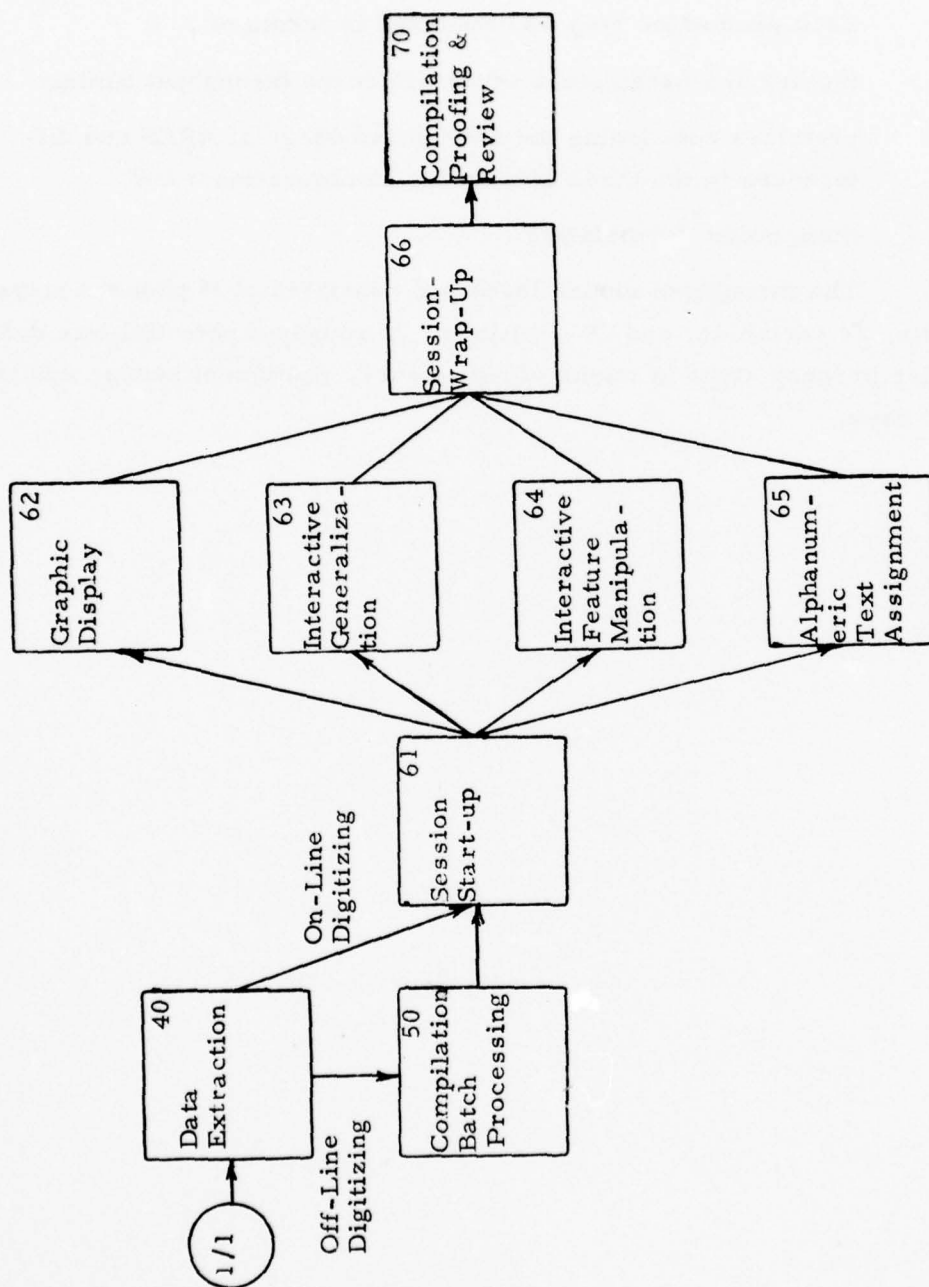 1/1
40
Data
Extraction
On-Line
Digitizing
Off-Line
Digitizing
50
Compilation
Batch
Processing
61
Session
Start-up
62
Graphic
Display
63
Interactive
Generaliza-
tion
64
Interactive
Feature
Manipula-
tion
65
Alphanum-
eric
Text
Assignment
66
Session-
Wrap-Up
70
Compilation
Proofing &
Review